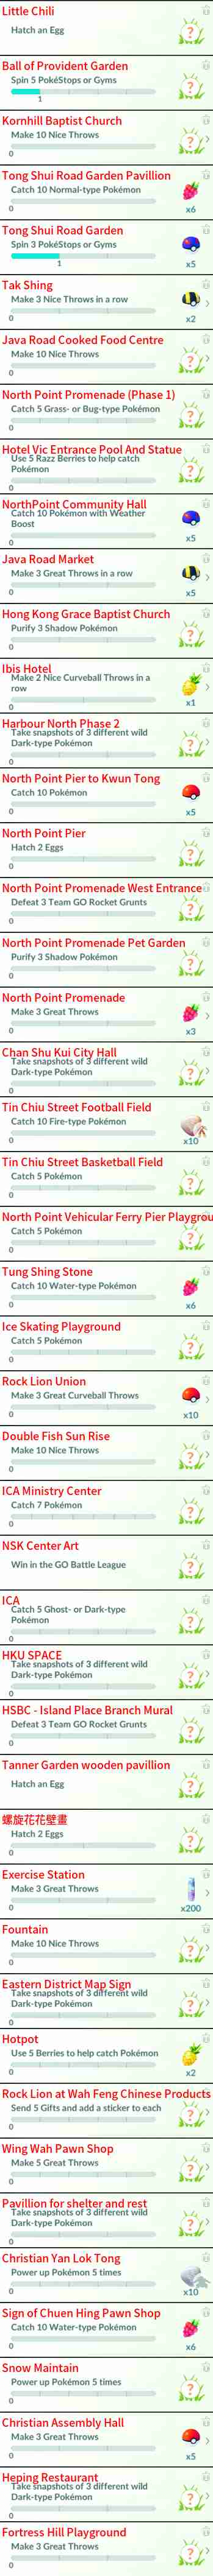 Little Chili
Hatch an Egg
Ball of Provident Garden
Spin 5 PokéStops or Gyms
1
Kornhill Baptist Church
Make 10 Nice Throws
0
Tong Shui Road Garden Pavillion
Catch 10 Normal-type Pokémon
0
x6
Tong Shui Road Garden
Spin 3 PokéStops or Gyms
1
x5
Tak Shing
Make 3 Nice Throws in a row
0
x2
Java Road Cooked Food Centre
Make 10 Nice Throws
0
North Point Promenade (Phase 1)
Catch 5 Grass- or Bug-type Pokémon
0
Hotel Vic Entrance Pool And Statue
Use 5 Razz Berries to help catch
Pokémon
0
NorthPoint Community Hall
Catch 10 Pokémon with Weather
Boost
0
x5
Java Road Market
Make 3 Great Throws in a row
0
x5
Hong Kong Grace Baptist Church
Purify 3 Shadow Pokémon
0
Ibis Hotel
Make 2 Nice Curveball Throws in a
row
0
x1
Harbour North Phase 2
Take snapshots of 3 different wild
Dark-type Pokémon
0
North Point Pier to Kwun Tong
Catch 10 Pokémon
0
x5
North Point Pier
Hatch 2 Eggs
0
North Point Promenade West Entrance
Defeat 3 Team GO Rocket Grunts
0
North Point Promenade Pet Garden
Purify 3 Shadow Pokémon
0
North Point Promenade
Make 3 Great Throws
0
x3
Chan Shu Kui City Hall
Take snapshots of 3 different wild
Dark-type Pokémon
0
Tin Chiu Street Football Field
Catch 10 Fire-type Pokémon
0
x10
Tin Chiu Street Basketball Field
Catch 5 Pokémon
0
North Point Vehicular Ferry Pier Playgrou
Catch 5 Pokémon
0
Tung Shing Stone
Catch 10 Water-type Pokémon
0
x6
Ice Skating Playground
Catch 5 Pokémon
0
Rock Lion Union
Make 3 Great Curveball Throws
0
x10
Double Fish Sun Rise
Make 10 Nice Throws
0
ICA Ministry Center
Catch 7 Pokémon
0
NSK Center Art
Win in the GO Battle League
ICA
Catch 5 Ghost- or Dark-type
Pokémon
0
HKU SPACE
Take snapshots of 3 different wild
Dark-type Pokémon
0
HSBC - Island Place Branch Mural
Defeat 3 Team GO Rocket Grunts
0
Tanner Garden wooden pavillion
Hatch an Egg
螺旋花花壁畫
Hatch 2 Eggs
0
Exercise Station
Make 3 Great Throws
0
x200
Fountain
Make 10 Nice Throws
0
Eastern District Map Sign
Take snapshots of 3 different wild
Dark-type Pokémon
0
Hotpot
Use 5 Berries to help catch Pokémon
0
x2
Rock Lion at Wah Feng Chinese Products
Send 5 Gifts and add a sticker to each
0
Wing Wah Pawn Shop
Make 5 Great Throws
0
Pavillion for shelter and rest
Take snapshots of 3 different wild
Dark-type Pokémon
0
Christian Yan Lok Tong
Power up Pokémon 5 times
0
x10
Sign of Chuen Hing Pawn Shop
Catch 10 Water-type Pokémon
0
x6
Snow Maintain
Power up Pokémon 5 times
0
Christian Assembly Hall
Make 3 Great Throws
0
x5
Heping Restaurant
Take snapshots of 3 different wild
Dark-type Pokémon
0
Fortress Hill Playground
Make 3 Great Throws
0